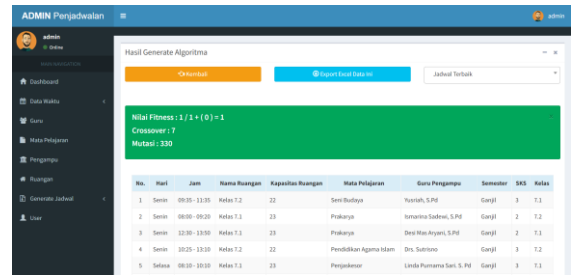 ADMIN Penjadwalan
admin
admin
Online
MAIN NAVIGATION
Dashboard
Data Waktu
Guru
Mata Pelajaran
Pengampu
Ruangan
Generate Jadwal
User
Hasil Generate Algoritma
Kembali
Export Excel Data Ini
Jadwal Terbaik
Nilai Fitness : 1 / 1 + ( 0 ) = 1
Crossover : 7
Mutasi : 330
No. Hari Jam Nama Ruangan Kapasitas Ruangan Mata Pelajaran Guru Pengampu Semester SKS Kelas
1 Senin 09:35 - 11:35 Kelas 7.2 22 Seni Budaya Yusriah, S.Pd Ganjil 3 7.1
2 Senin 08:00 - 09:20 Kelas 7.1 23 Prakarya Ismarina Sadewi, S.Pd Ganjil 2 7.2
3 Senin 12:30 - 13:50 Kelas 7.1 23 Prakarya Desi Mas Aryani, S.Pd Ganjil 2 7.1
4 Senin 10:25 - 13:10 Kelas 7.2 22 Pendidikan Agama Islam Drs. Sutriono Ganjil 3 7.2
5 Selasa 08:10 - 10:10 Kelas 7.1 23 Penjaskesor Linda Purnama Sari. S. Pd Ganjil 3 7.1